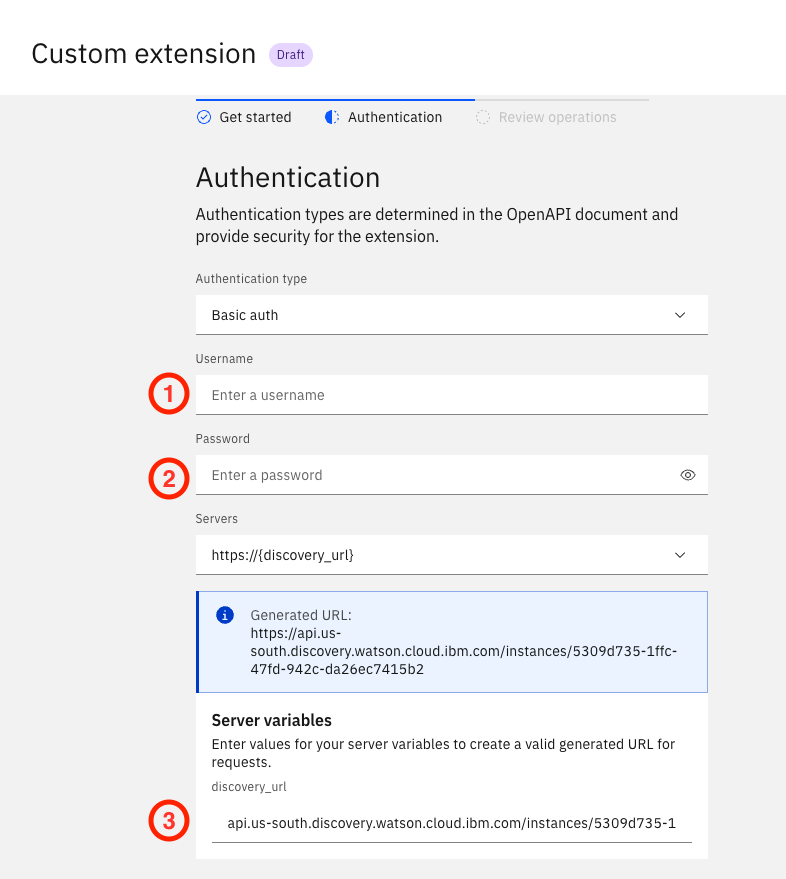 Custom extension Draft
Get started Authentication Review operations
Authentication
Authentication types are determined in the OpenAPI document and
provide security for the extension.
Authentication type
Basic auth
Username
1 Enter a username
Password
2 Enter a password
Servers
https://{discovery_url}
Generated URL:
https://api.us-
south.discovery.watson.cloud.ibm.com/instances/5309d735-1ffc-
47fd-942c-da26ec7415b2
Server variables
Enter values for your server variables to create a valid generated URL for
requests.
discovery_url
3 api.us-south.discovery.watson.cloud.ibm.com/instances/5309d735-1